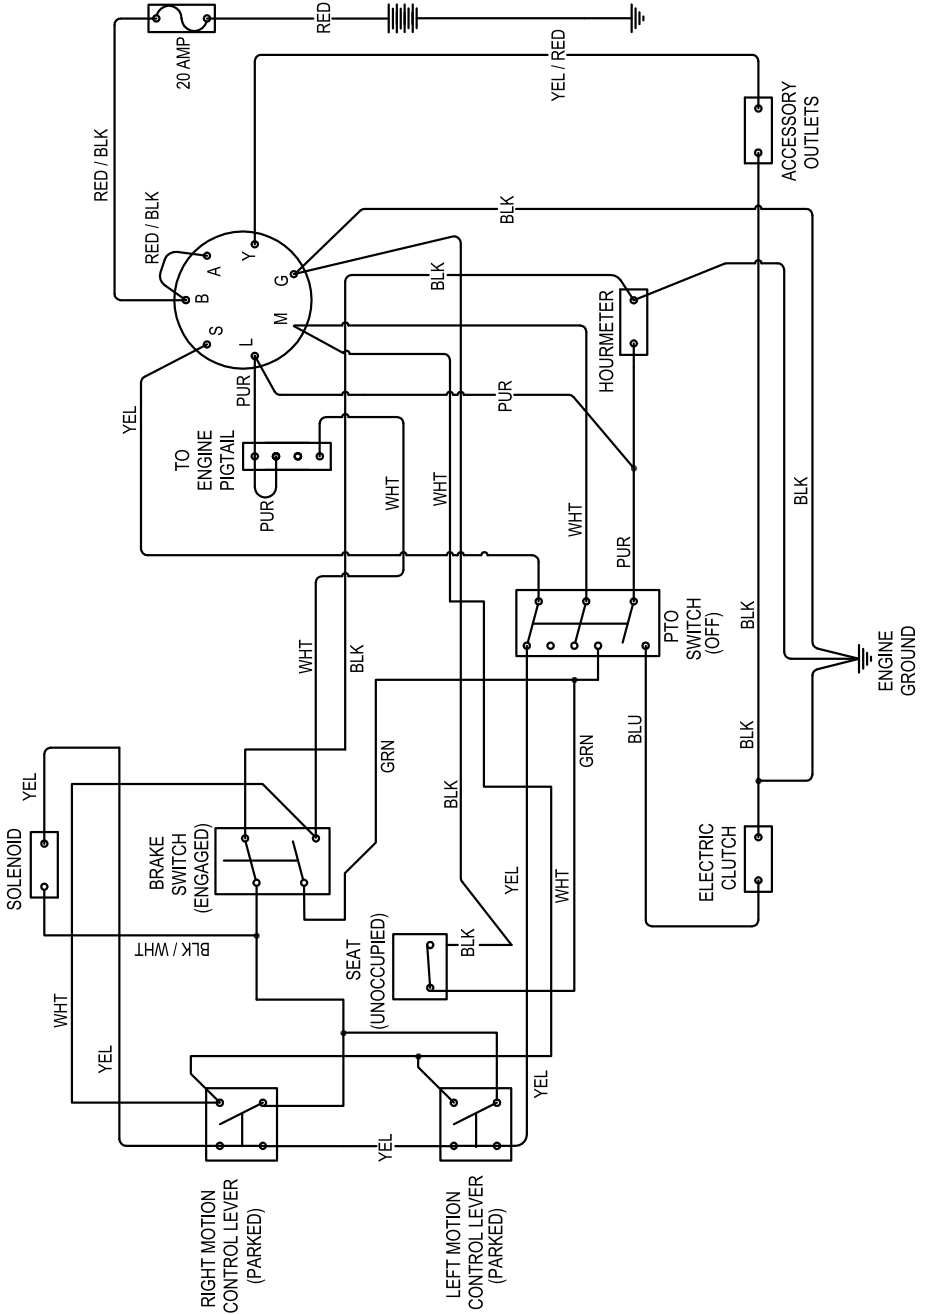 RED
20 AMP
RED / BLK
YEL / RED
ACCESSORY
OUTLETS
RED / BLK
BLK
A
B
Y
S
G
L
M
BLK
HOURMETER
YEL
PUR
PUR
TO
ENGINE
PIGTAIL
PUR
WHT
WHT
WHT
PUR
BLK
PTO
SWITCH
(OFF)
BLK
ENGINE
GROUND
WHT
BLK
GRN
GRN
BLU
BLK
YEL
SOLENOID
BRAKE
SWITCH
(ENGAGED)
BLK
YEL
WHT
ELECTRIC
CLUTCH
BLK / WHT
SEAT
(UNOCCUPIED)
BLK
WHT
YEL
YEL
YEL
RIGHT MOTION
CONTROL LEVER
(PARKED)
LEFT MOTION
CONTROL LEVER
(PARKED)